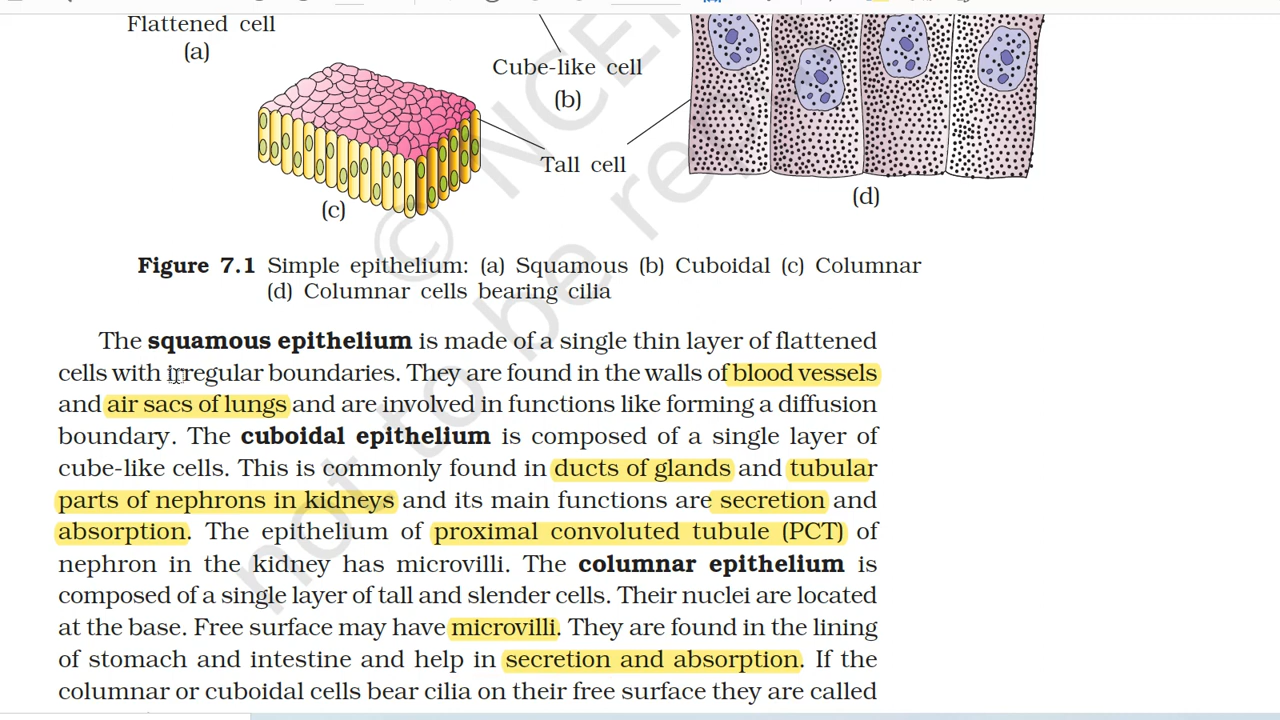 Flattened cell
(a)
Cube-like cell
(b)
Tall cell
(c)
(d)
Figure 7.1 Simple epithelium: (a) Squamous (b) Cuboidal (c) Columnar
(d) Columnar cells bearing cilia
The squamous epithelium is made of a single thin layer of flattened
cells with irregular boundaries. They are found in the walls of blood vessels
and air sacs of lungs and are involved in functions like forming a diffusion
boundary. The cuboidal epithelium is composed of a single layer of
cube-like cells. This is commonly found in ducts of glands and tubular
parts of nephrons in kidneys and its main functions are secretion and
absorption. The epithelium of proximal convoluted tubule (PCT) of
nephron in the kidney has microvilli. The columnar epithelium is
composed of a single layer of tall and slender cells. Their nuclei are located
at the base. Free surface may have microvilli. They are found in the lining
of stomach and intestine and help in secretion and absorption. If the
columnar or cuboidal cells bear cilia on their free surface they are called
© NCE
not to be re